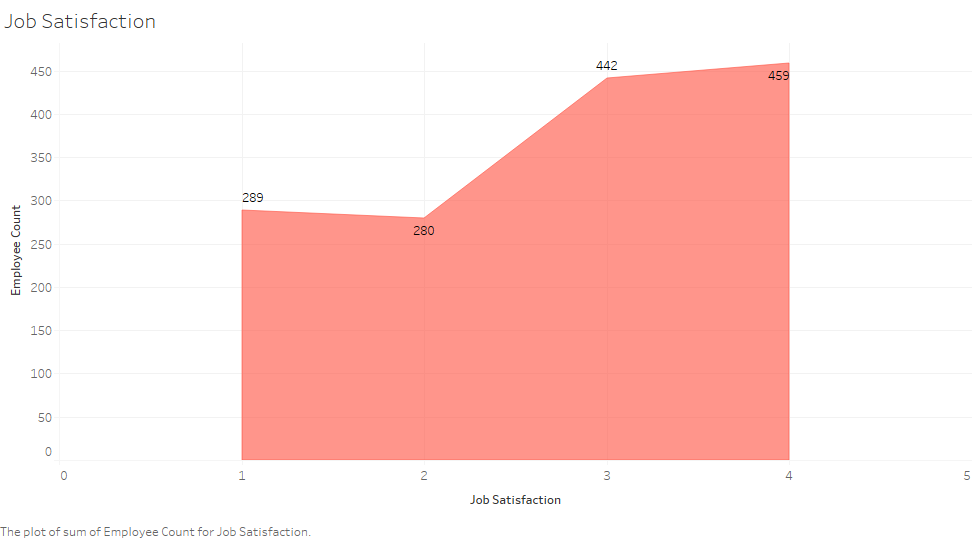 Job Satisfaction
450
400
350
300
250
200
150
100
50
0
Employee Count
289
280
442
459
0 1 2 3 4 5
Job Satisfaction
The plot of sum of Employee Count for Job Satisfaction.